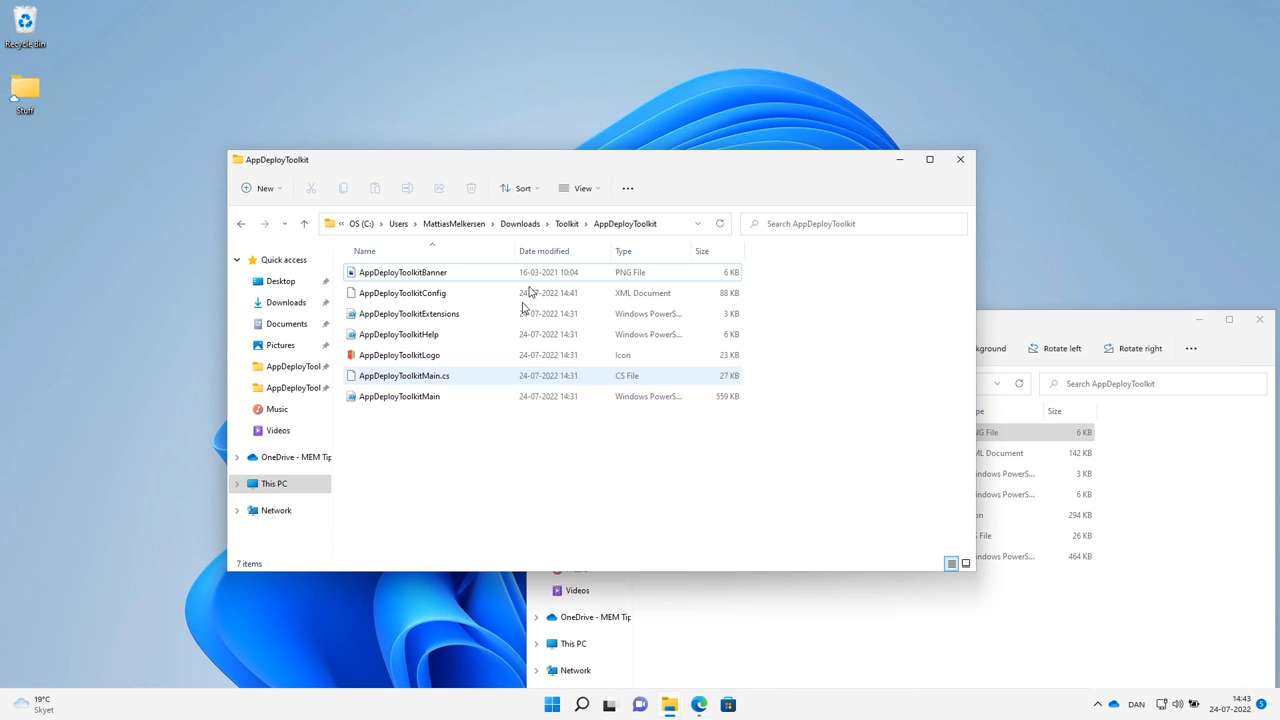 Recycle Bin
Stuff
AppDeployToolkit
New
Sort
View
OS (C:) > Users > MattiasMelkersen > Downloads > Toolkit > AppDeployToolkit
Search AppDeployToolkit
Name Date modified Type Size
Quick access
Desktop
Downloads
Documents
Pictures
AppDeployTool
AppDeployTool
Music
Videos
OneDrive - MEM Tip
This PC
Network
AppDeployToolkitBanner 16-03-2021 10:04 PNG File 6 KB
AppDeployToolkitConfig 24-07-2022 14:41 XML Document 88 KB
AppDeployToolkitExtensions 24-07-2022 14:31 Windows PowerS... 3 KB
AppDeployToolkitHelp 24-07-2022 14:31 Windows PowerS... 6 KB
AppDeployToolkitLogo 24-07-2022 14:31 Icon 23 KB
AppDeployToolkitMain.cs 24-07-2022 14:31 CS File 27 KB
AppDeployToolkitMain 24-07-2022 14:31 Windows PowerS... 559 KB
7 items
Rotate left
Rotate right
Search AppDeployToolkit
Size
6 KB
142 KB
3 KB
6 KB
294 KB
26 KB
464 KB
Videos
OneDrive - MEM Tip
This PC
Network
19°C
Skyet
DAN
14:43
24-07-2022
5